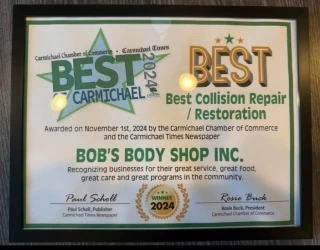 Carmichael Chamber of Commerce • Carmichael Times
BEST
OF CARMICHAEL
2024
BEST
Best Collision Repair
/ Restoration
Awarded on November 1st, 2024 by the Carmichael Chamber of Commerce
and the Carmichael Times Newspaper
BOB'S BODY SHOP INC.
Recognizing businesses for their great service, great food,
great care and great programs in the community.
Paul Scholl
Paul Scholl, Publisher
Carmichael Times Newspaper
WINNER
2024
Rosie Buck
Rosie Buck, President
Carmichael Chamber of Commerce